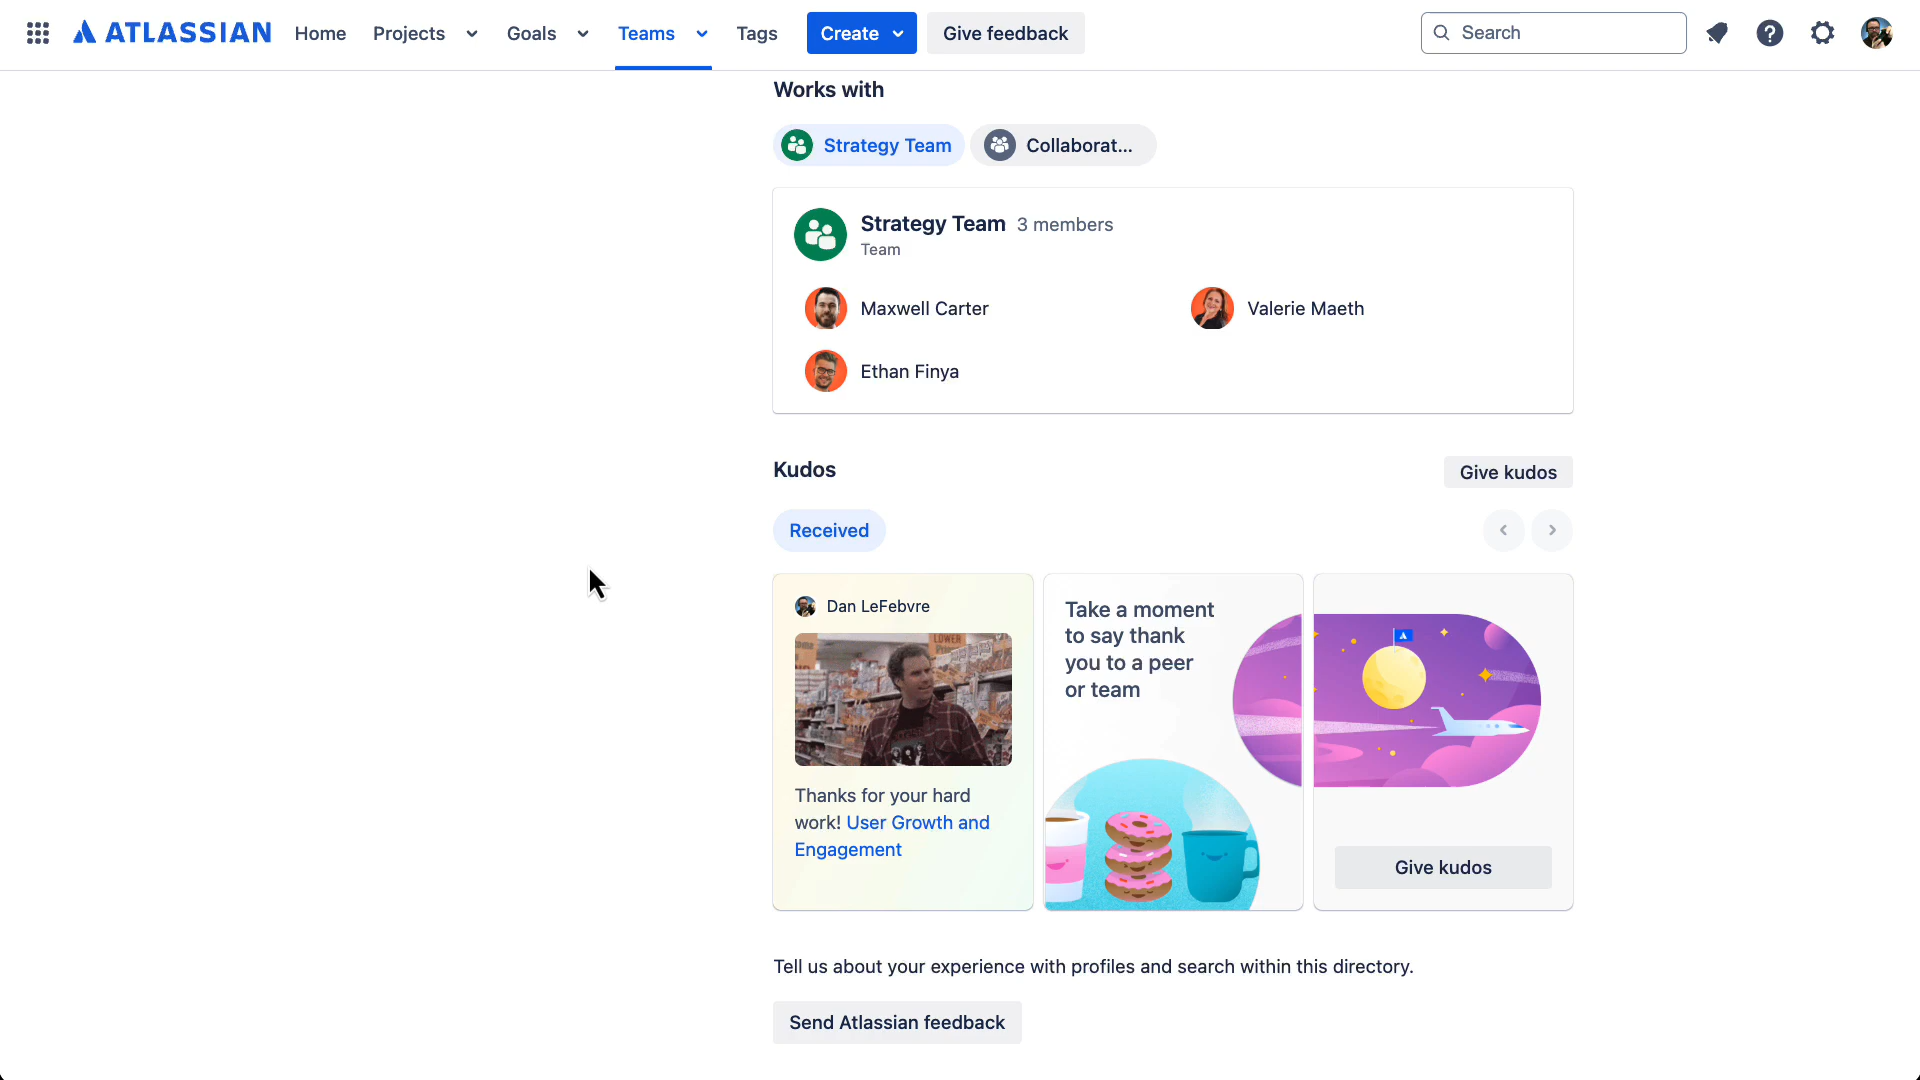 ATLASSIAN Home Projects Goals Teams Tags Create Give feedback Search
Works with
Strategy Team Collaborat...
Strategy Team 3 members
Team
Maxwell Carter Valerie Maeth
Ethan Finya
Kudos Give kudos
Received
Dan LeFebvre
LOWER
Thanks for your hard
work! User Growth and
Engagement
Take a moment
to say thank
you to a peer
or team
Give kudos
Tell us about your experience with profiles and search within this directory.
Send Atlassian feedback